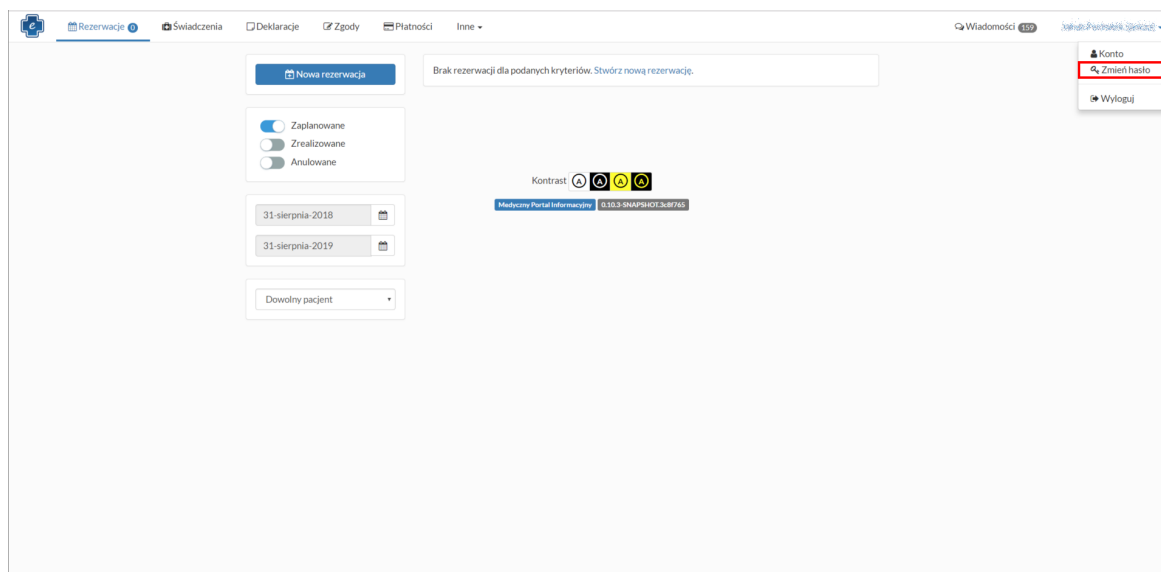 e Rezerwacje 0 Świadczenia Deklaracje Zgody Płatności Inne Wiadomości 159
Konto
Zmień hasło
Wyloguj
Nowa rezerwacja
Brak rezerwacji dla podanych kryteriów. Stwórz nową rezerwację.
Zaplanowane
Zrealizowane
Anulowane
31-sierpnia-2018
31-sierpnia-2019
Dowolny pacjent
Kontrast A A A A
Medyczny Portal Informacyjny 0.10.3-SNAPSHOT.3c8f765